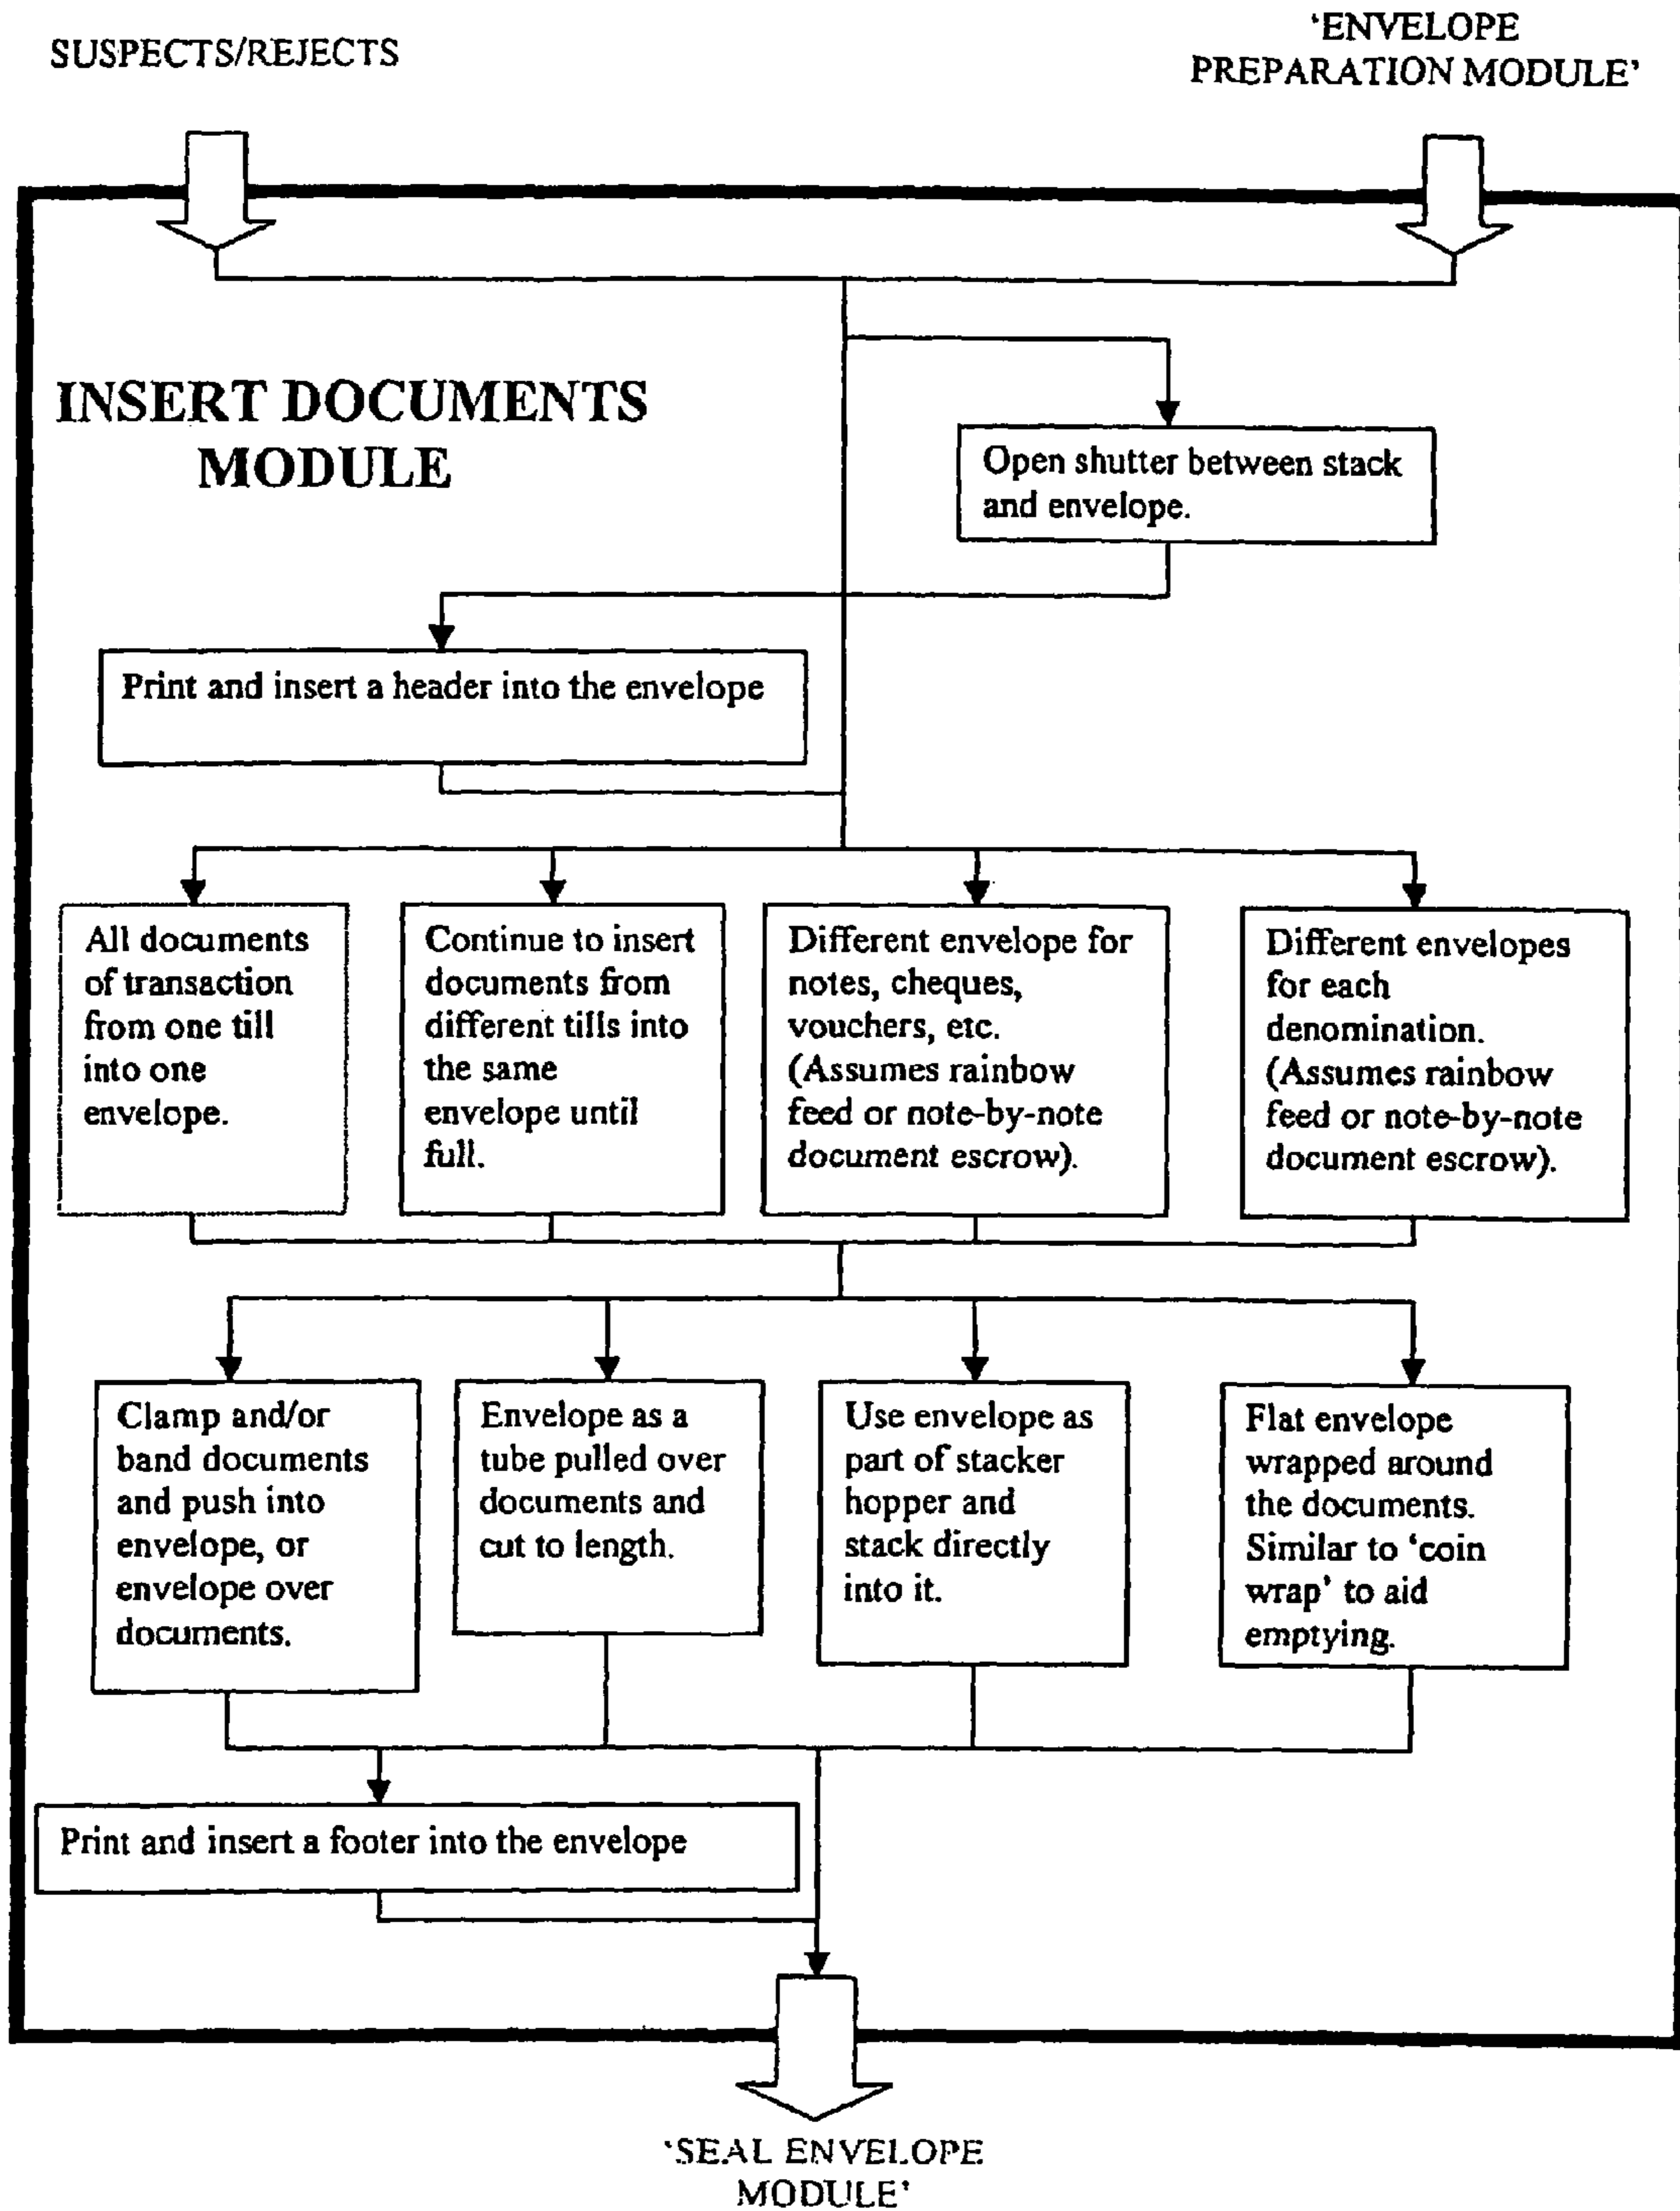 SUSPECTS/REJECTS
‘ENVELOPE
PREPARATION MODULE’
INSERT DOCUMENTS
MODULE
Open shutter between stack
and envelope.
Print and insert a header into the envelope
All documents
of transaction
from one till
into one
envelope.
Continue to insert
documents from
different tills into
the same
envelope until
full.
Different envelope for
notes, cheques,
vouchers, etc.
(Assumes rainbow
feed or note-by-note
document escrow).
Different envelopes
for each
denomination.
(Assumes rainbow
feed or note-by-note
document escrow).
Clamp and/or
band documents
and push into
envelope, or
envelope over
documents.
Envelope as a
tube pulled over
documents and
cut to length.
Use envelope as
part of stacker
hopper and
stack directly
into it.
Flat envelope
wrapped around
the documents.
Similar to ‘coin
wrap’ to aid
emptying.
Print and insert a footer into the envelope
‘SEAL ENVELOPE
MODULE’